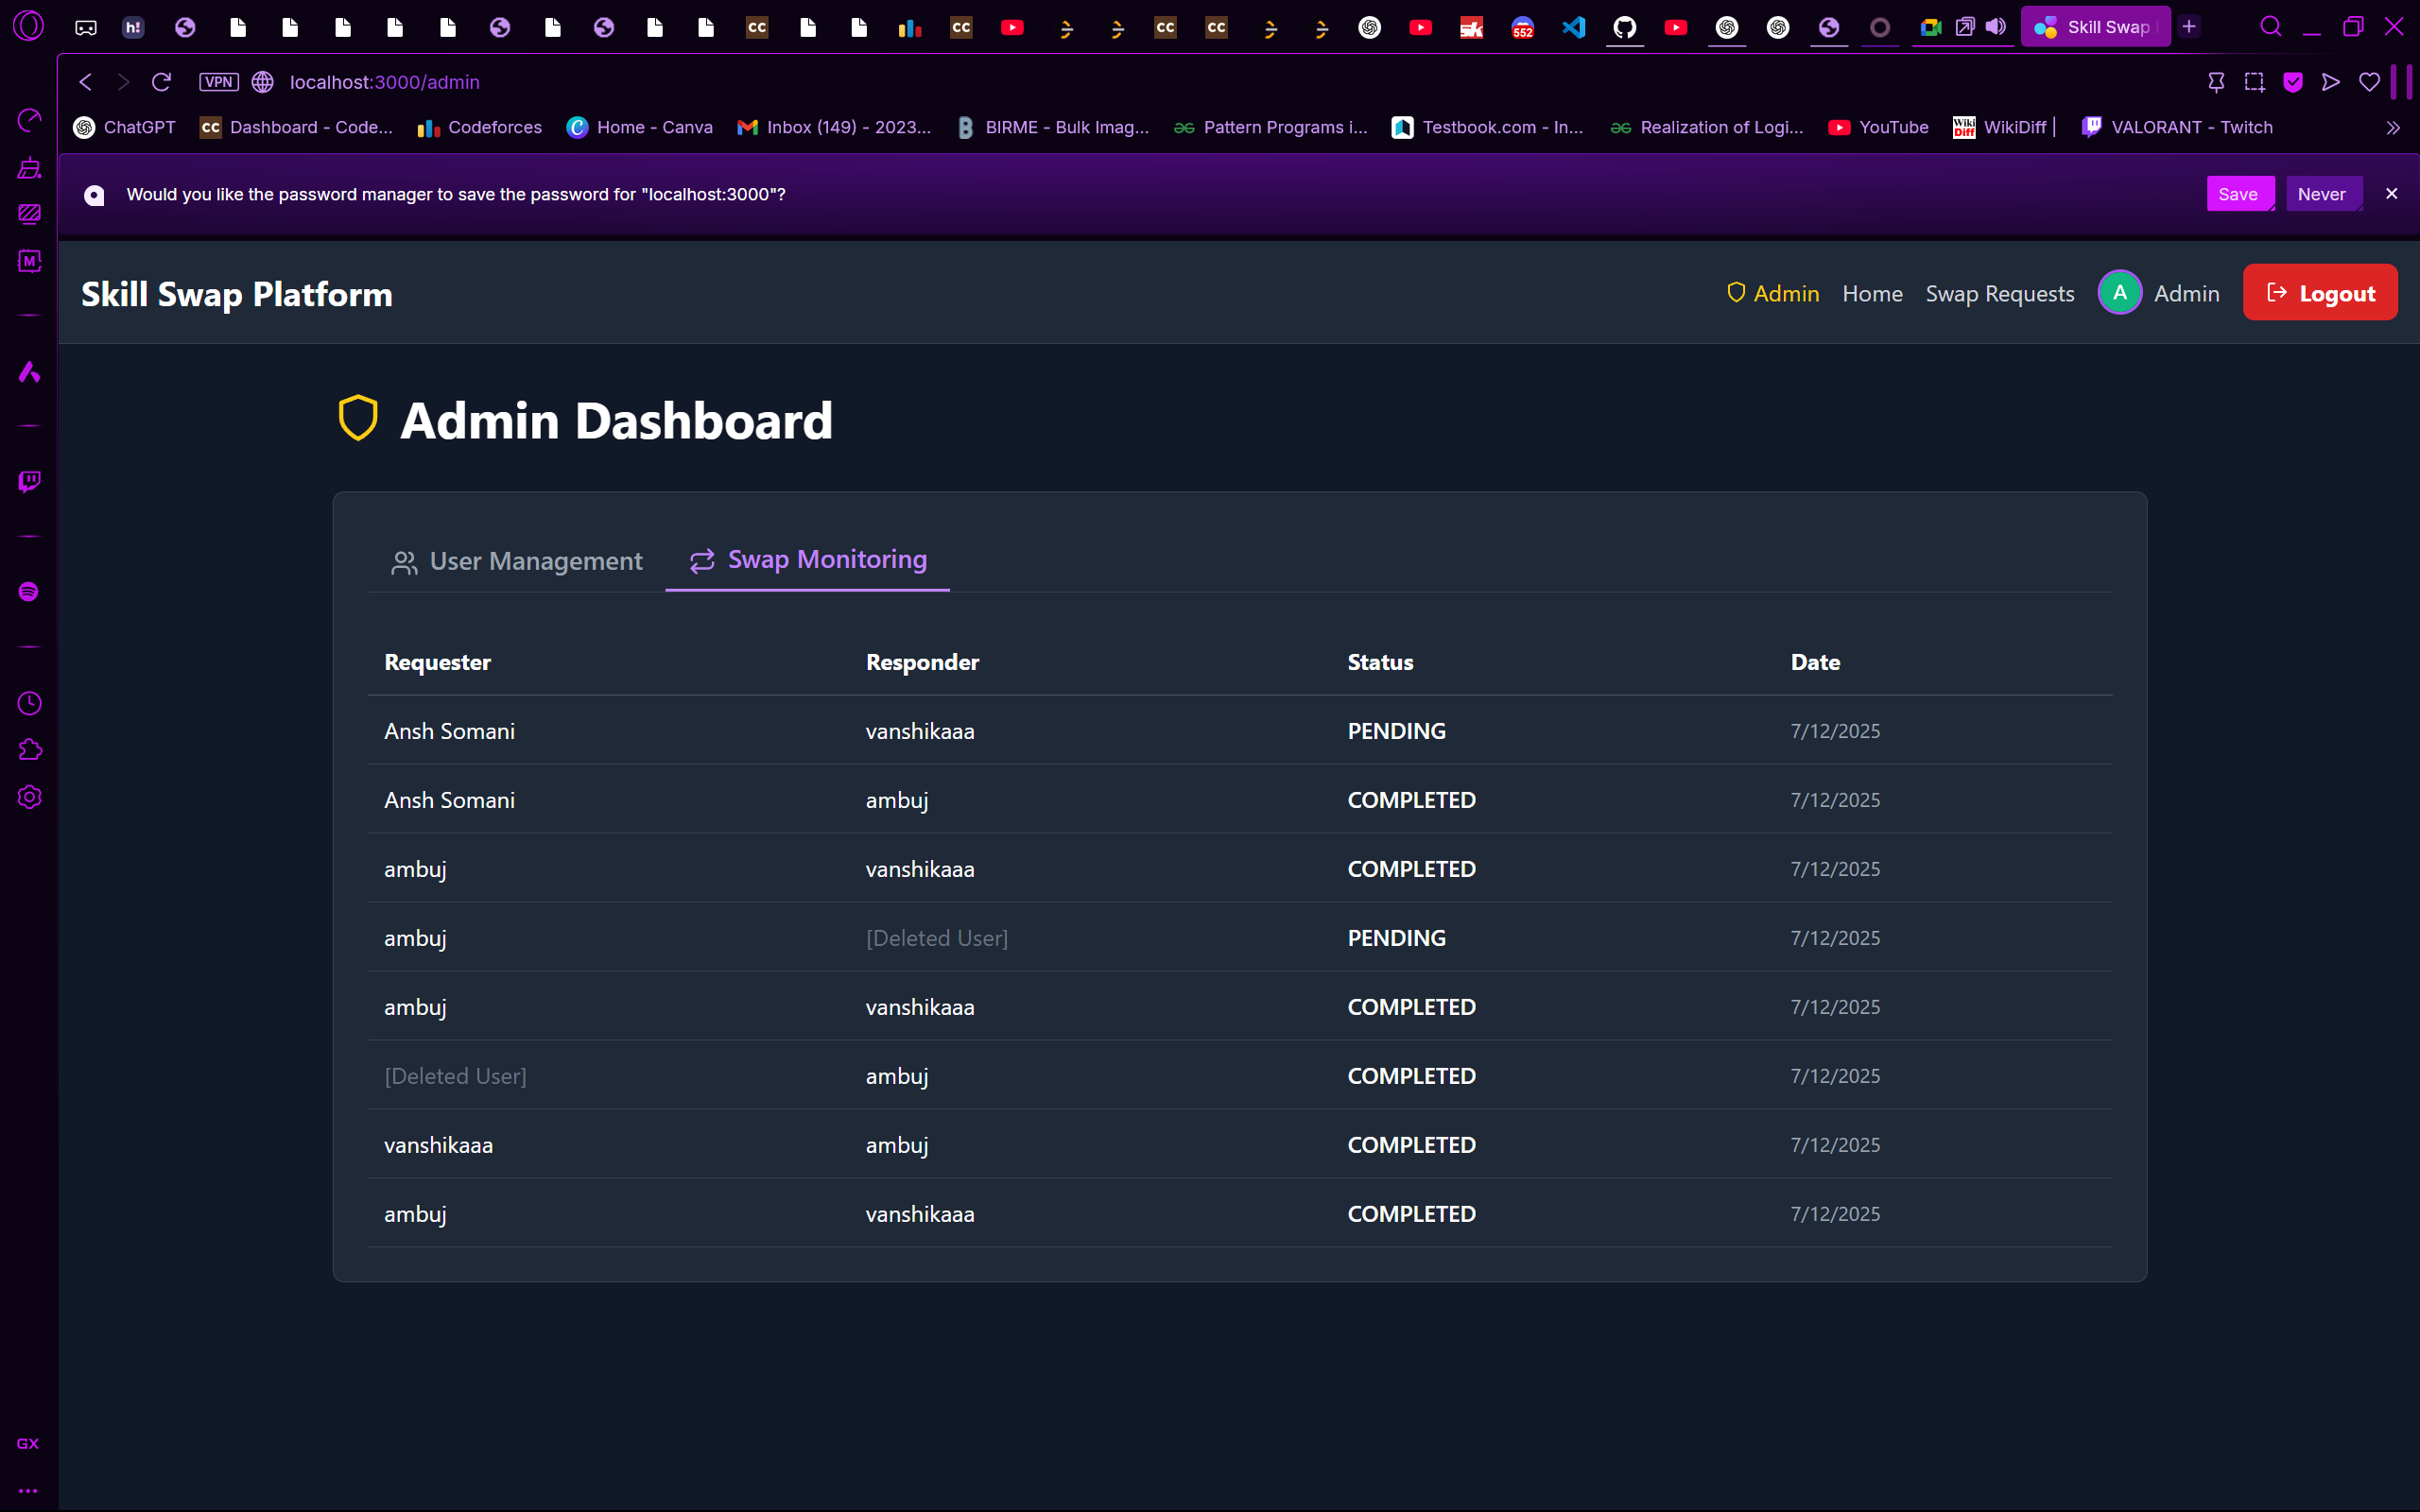 h!
CC
CC
CC
CC
sk
552
Skill Swap
VPN
localhost:3000/admin
ChatGPT
CC Dashboard - Code...
Codeforces
Home - Canva
Inbox (149) - 2023...
BIRME - Bulk Imag...
Pattern Programs i...
Testbook.com - In...
Realization of Logi...
YouTube
Wiki Diff WikiDiff |
VALORANT - Twitch
Would you like the password manager to save the password for "localhost:3000"?
Save
Never
M
Skill Swap Platform
Admin
Home
Swap Requests
A
Admin
Logout
Admin Dashboard
User Management
Swap Monitoring
Requester Responder Status Date
Ansh Somani vanshikaaa PENDING 7/12/2025
Ansh Somani ambuj COMPLETED 7/12/2025
ambuj vanshikaaa COMPLETED 7/12/2025
ambuj [Deleted User] PENDING 7/12/2025
ambuj vanshikaaa COMPLETED 7/12/2025
[Deleted User] ambuj COMPLETED 7/12/2025
vanshikaaa ambuj COMPLETED 7/12/2025
ambuj vanshikaaa COMPLETED 7/12/2025
GX